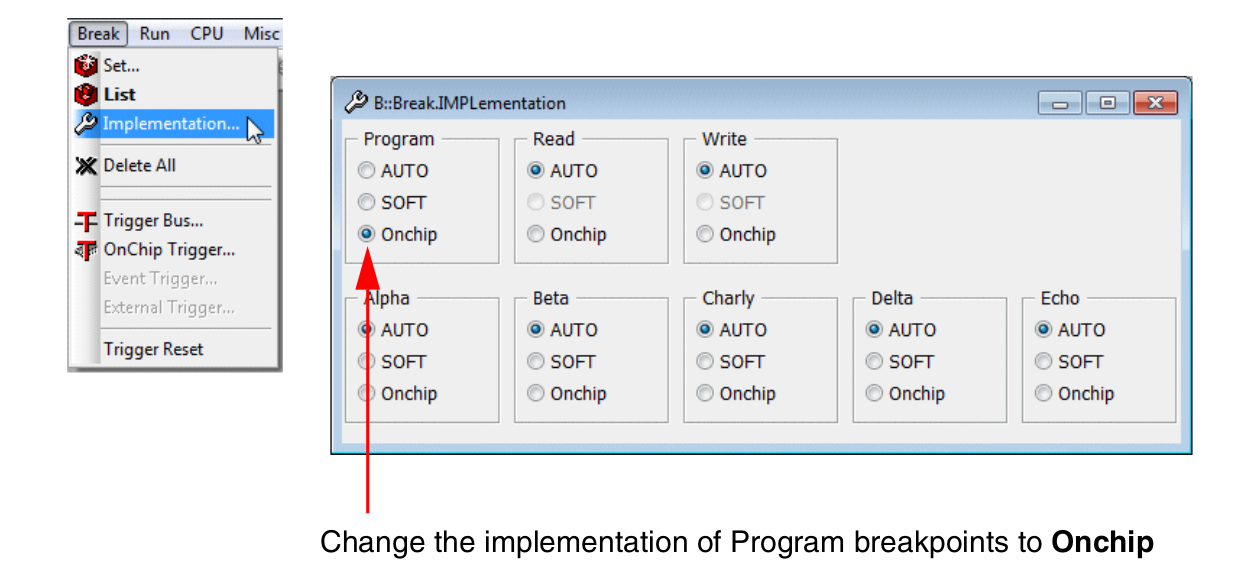 Break Run CPU Misc
Set...
List
Implementation...
Delete All
Trigger Bus...
OnChip Trigger...
Event Trigger...
External Trigger...
Trigger Reset
B::Break.IMPLementation
Program Read Write
AUTO AUTO AUTO
SOFT SOFT SOFT
Onchip Onchip Onchip
Alpha Beta Charly Delta Echo
AUTO AUTO AUTO AUTO AUTO
SOFT SOFT SOFT SOFT SOFT
Onchip Onchip Onchip Onchip Onchip
Change the implementation of Program breakpoints to Onchip